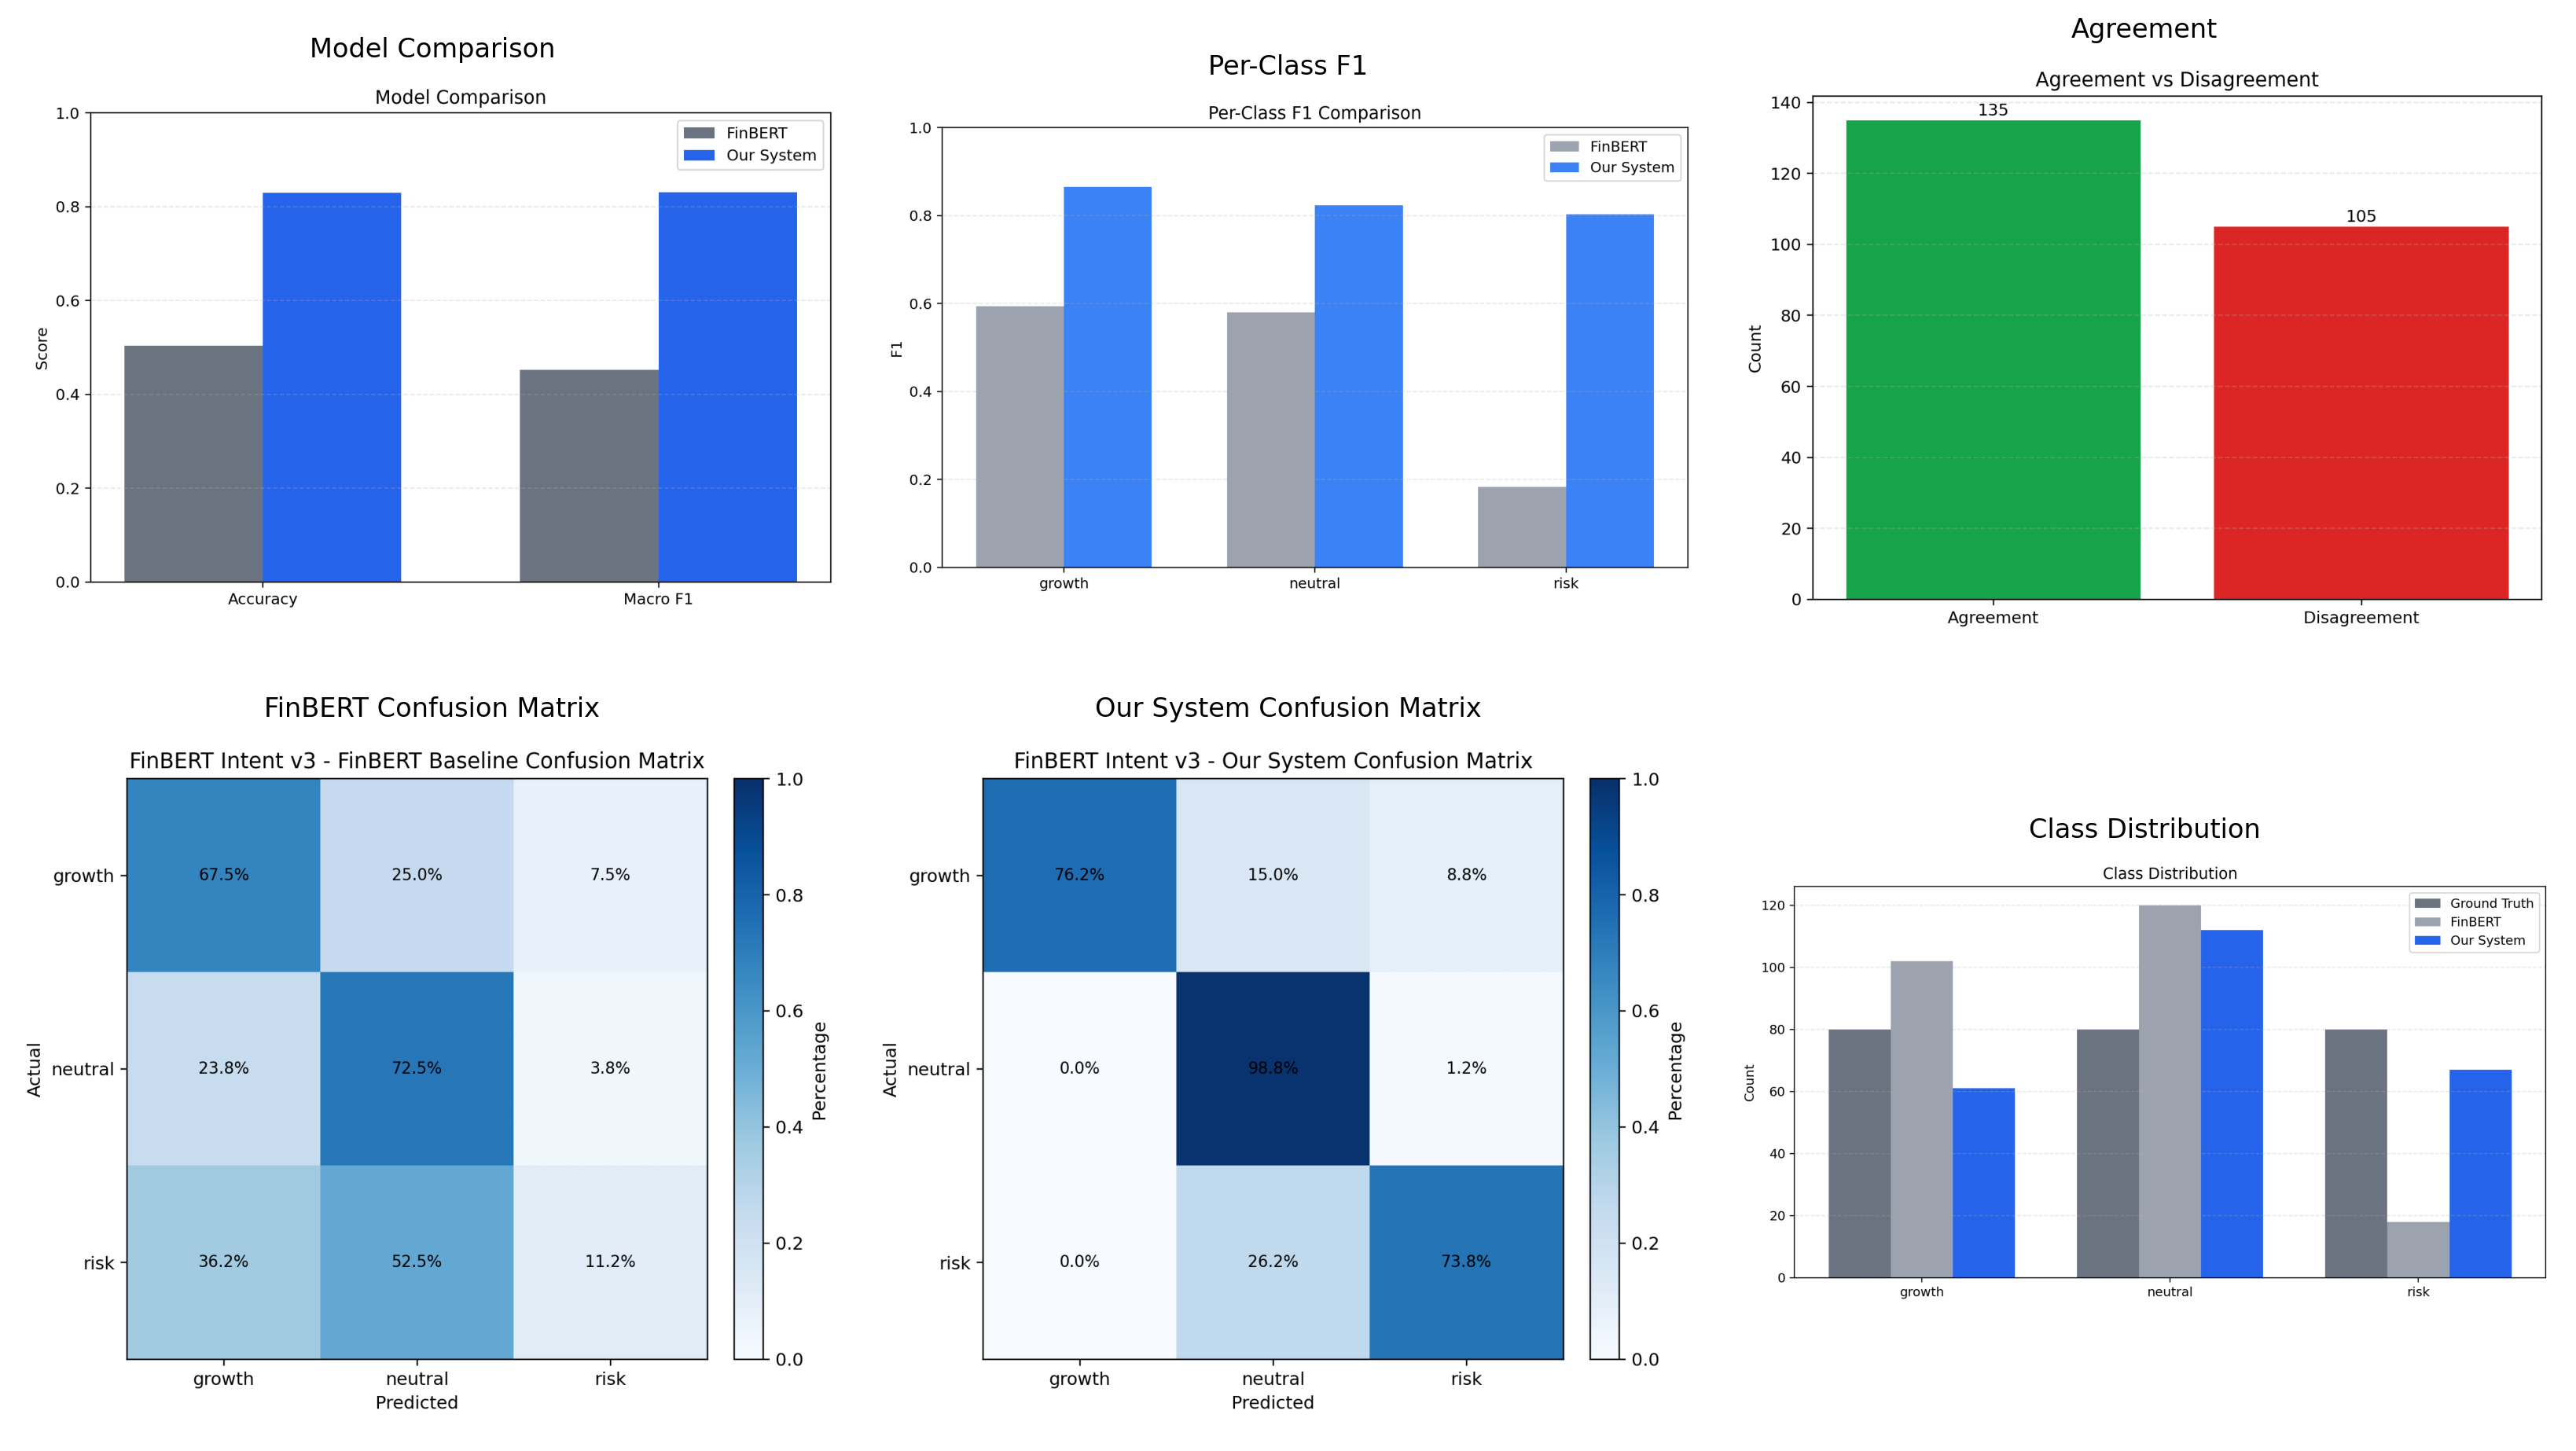 Model Comparison
Model Comparison
1.0
0.8
0.6
0.4
0.2
0.0
Score
FinBERT
Our System
Accuracy
Macro F1
Per-Class F1
Per-Class F1 Comparison
1.0
0.8
0.6
0.4
0.2
0.0
F1
FinBERT
Our System
growth
neutral
risk
Agreement
Agreement vs Disagreement
140
120
100
80
60
40
20
0
Count
135
105
Agreement
Disagreement
FinBERT Confusion Matrix
FinBERT Intent v3 - FinBERT Baseline Confusion Matrix
Actual
growth
67.5%
25.0%
7.5%
neutral
23.8%
72.5%
3.8%
risk
36.2%
52.5%
11.2%
growth
neutral
risk
Predicted
1.0
0.8
0.6
0.4
0.2
0.0
Percentage
Our System Confusion Matrix
FinBERT Intent v3 - Our System Confusion Matrix
Actual
growth
76.2%
15.0%
8.8%
neutral
0.0%
98.8%
1.2%
risk
0.0%
26.2%
73.8%
growth
neutral
risk
Predicted
1.0
0.8
0.6
0.4
0.2
0.0
Percentage
Class Distribution
Class Distribution
120
100
80
60
40
20
0
Count
Ground Truth
FinBERT
Our System
growth
neutral
risk